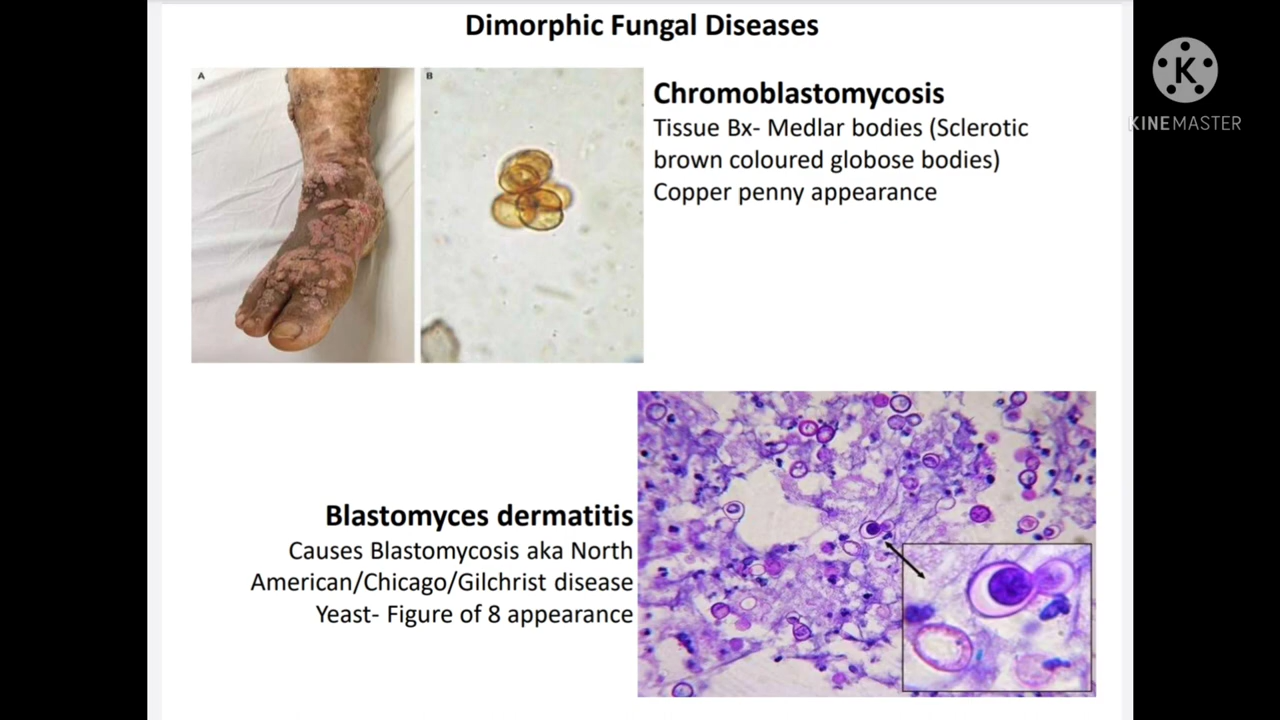 Dimorphic Fungal Diseases
A
B
Chromoblastomycosis
Tissue Bx- Medlar bodies (Sclerotic
brown coloured globose bodies)
Copper penny appearance
K
KINEMASTER
Blastomyces dermatitis
Causes Blastomycosis aka North
American/Chicago/Gilchrist disease
Yeast- Figure of 8 appearance